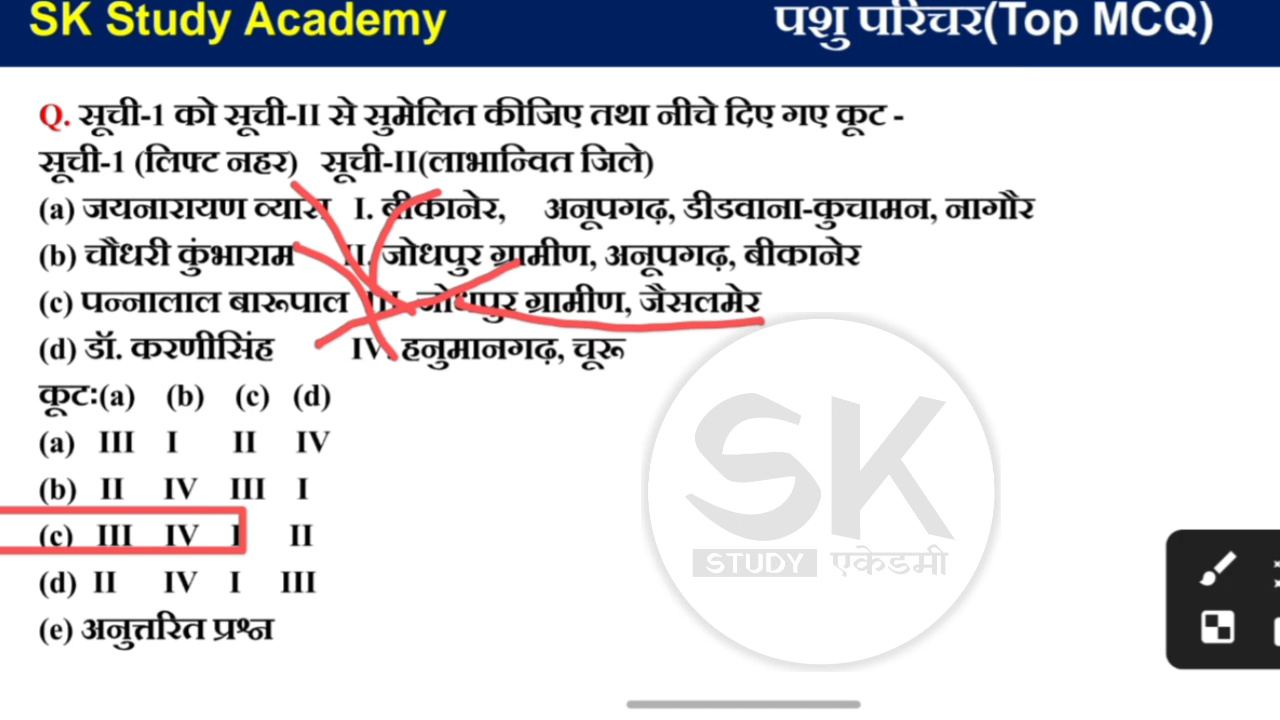 SK Study Academy
पशु परिचर(Top MCQ)
Q. सूची-1 को सूची-II से सुमेलित कीजिए तथा नीचे दिए गए कूट -
सूची-1 (लिफ्ट नहर) सूची-II(लाभान्वित जिले)
(a) जयनारायण व्यास I. बीकानेर, अनूपगढ़, डीडवाना-कुचामन, नागौर
(b) चौधरी कुंभाराम II. जोधपुर ग्रामीण, अनूपगढ़, बीकानेर
(c) पन्नालाल बारूपाल III. जोधपुर ग्रामीण, जैसलमेर
(d) डॉ. करणीसिंह IV. हनुमानगढ़, चूरू
कूटः(a) (b) (c) (d)
(a) III I II IV
(b) II IV III I
(c) III IV I II
(d) II IV I III
(e) अनुत्तरित प्रश्न
SK
STUDY एकेडमी